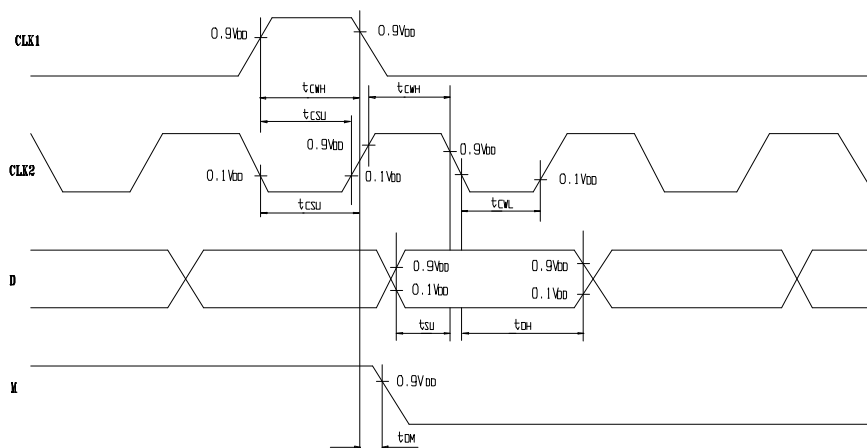 CLK1
0.9VDD
0.9VDD
tCWH
tCWH
tCSU
CLK2
0.9VDD
0.9VDD
0.1VDD
0.1VDD
0.1VDD
tCSU
tCWL
D
0.9VDD
0.9VDD
0.1VDD
0.1VDD
tSU
tDH
M
0.9VDD
tDM